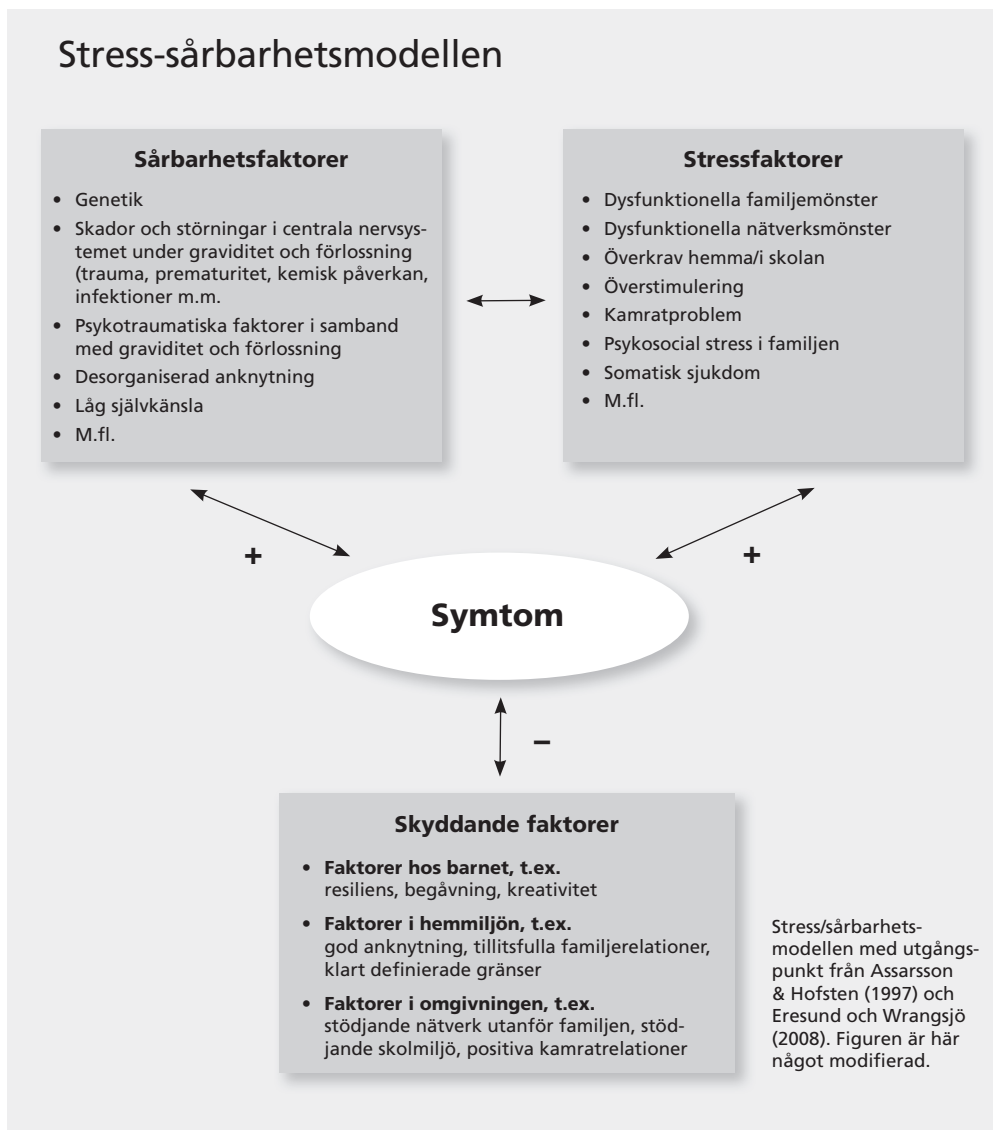 Stress-sårbarhetsmodellen
Sårbarhetsfaktorer
• Genetik
• Skador och störningar i centrala nervsys-
temet under graviditet och förlossning
(trauma, prematuritet, kemisk påverkan,
infektioner m.m.
• Psykotraumatiska faktorer i samband
med graviditet och förlossning
• Desorganiserad anknytning
• Låg självkänsla
• M.fl.
Stressfaktorer
• Dysfunktionella familjemönster
• Dysfunktionella nätverksmönster
• Överkrav hemma/i skolan
• Överstimulering
• Kamratproblem
• Psykosocial stress i familjen
• Somatisk sjukdom
• M.fl.
+
+
Symtom
–
Skyddande faktorer
• Faktorer hos barnet, t.ex.
resiliens, begåvning, kreativitet
• Faktorer i hemmiljön, t.ex.
god anknytning, tillitsfulla familjerelationer,
klart definierade gränser
• Faktorer i omgivningen, t.ex.
stödjande nätverk utanför familjen, stöd-
jande skolmiljö, positiva kamratrelationer
Stress/sårbarhets-
modellen med utgångs-
punkt från Assarsson
& Hofsten (1997) och
Eresund och Wrangsjö
(2008). Figuren är här
något modifierad.